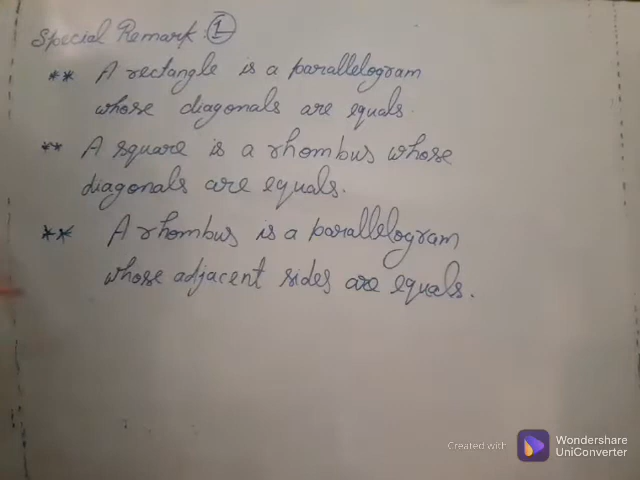 Special Remark: 1
** A rectangle is a parallelogram
whose diagonals are equals.
** A square is a rhombus whose
diagonals are equals.
** A rhombus is a parallelogram
whose adjacent sides are equals.
Created with Wondershare
UniConverter